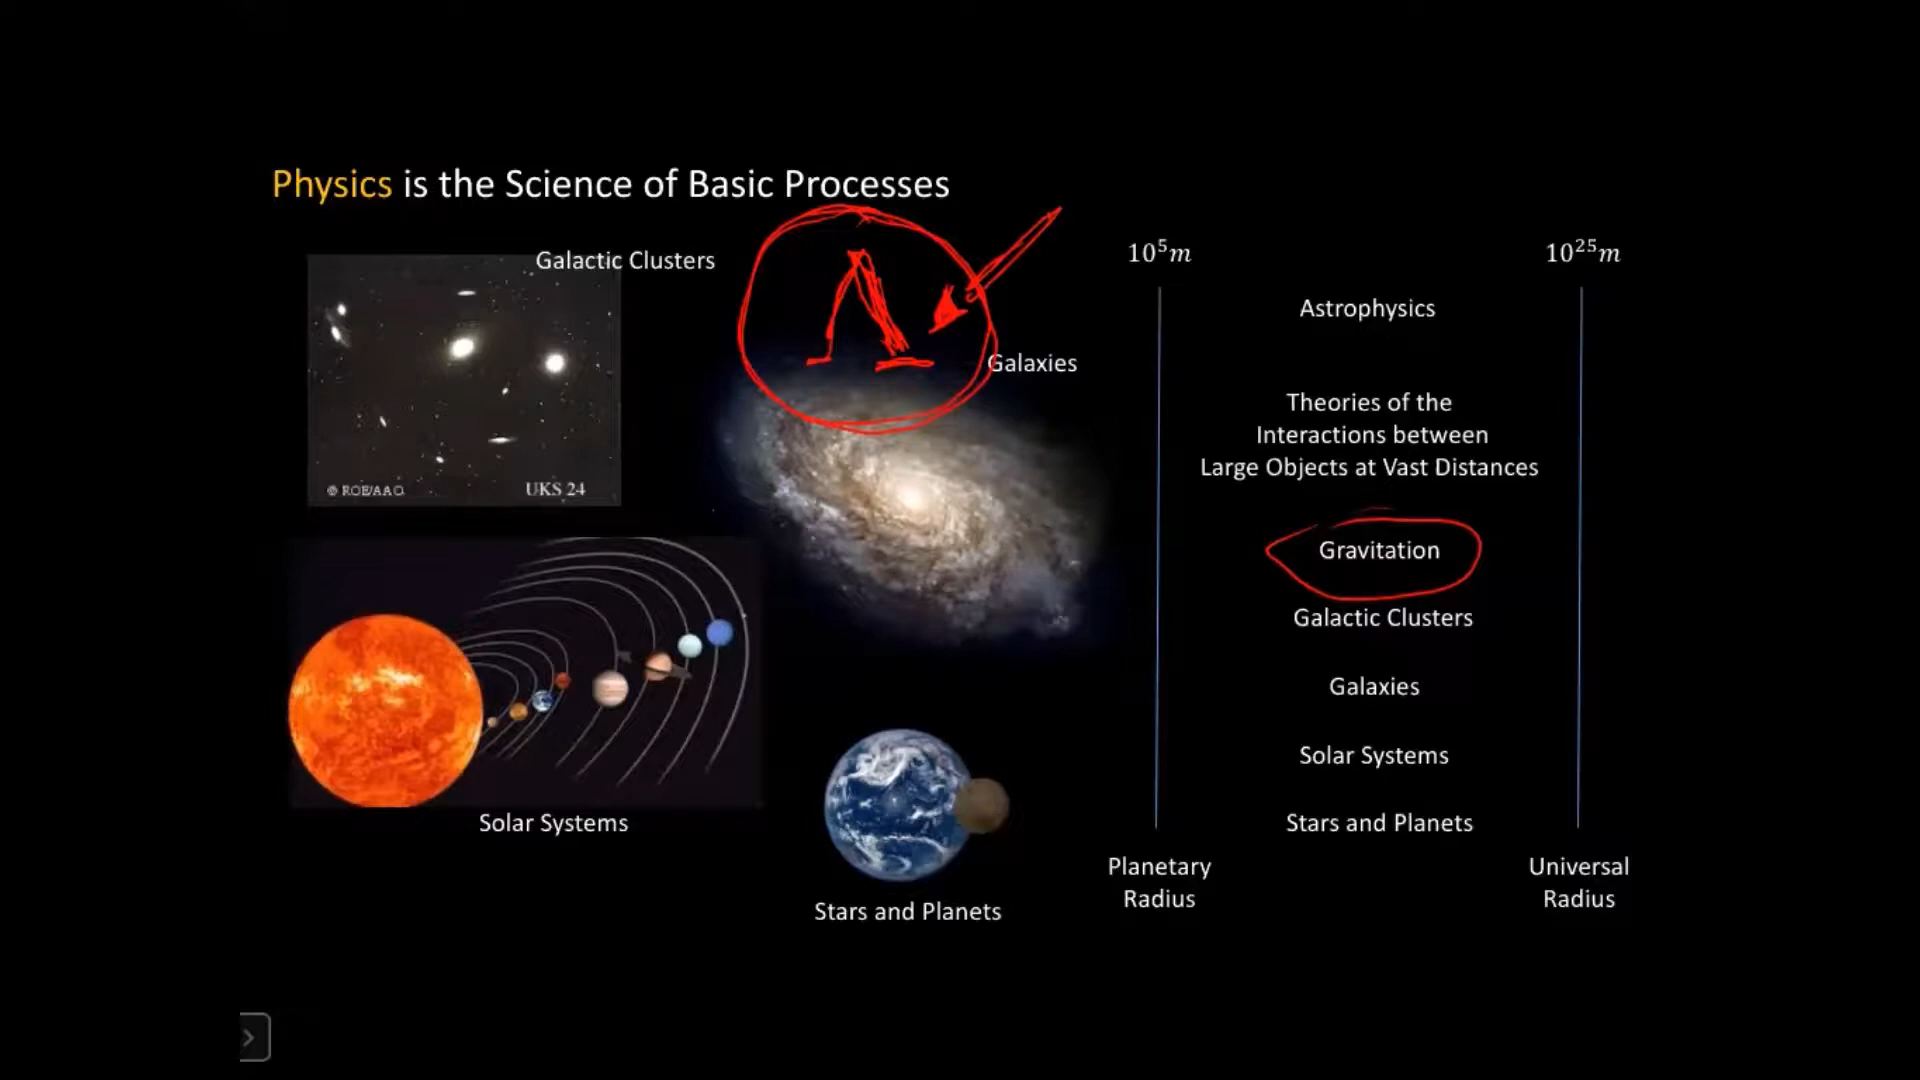 Physics is the Science of Basic Processes
Galactic Clusters
© ROE/AAO
UKS 24
Λ
Galaxies
Solar Systems
Stars and Planets
10⁵m
10²⁵m
Astrophysics
Theories of the
Interactions between
Large Objects at Vast Distances
Gravitation
Galactic Clusters
Galaxies
Solar Systems
Stars and Planets
Planetary
Radius
Universal
Radius